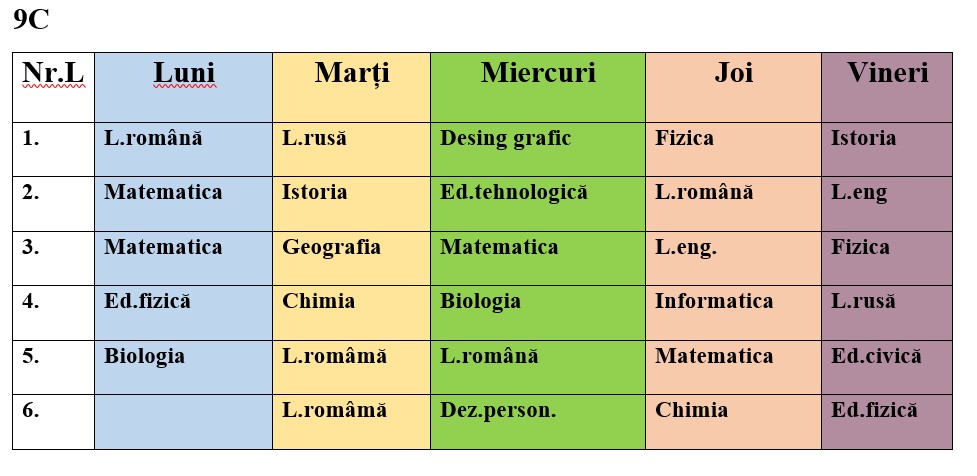 9C
Nr.L Luni Marți Miercuri Joi Vineri
1. L.română L.rusă Desing grafic Fizica Istoria
2. Matematica Istoria Ed.tehnologică L.română L.eng
3. Matematica Geografia Matematica L.eng. Fizica
4. Ed.fizică Chimia Biologia Informatica L.rusă
5. Biologia L.romåmă L.română Matematica Ed.civică
6. L.romåmă Dez.person. Chimia Ed.fizică